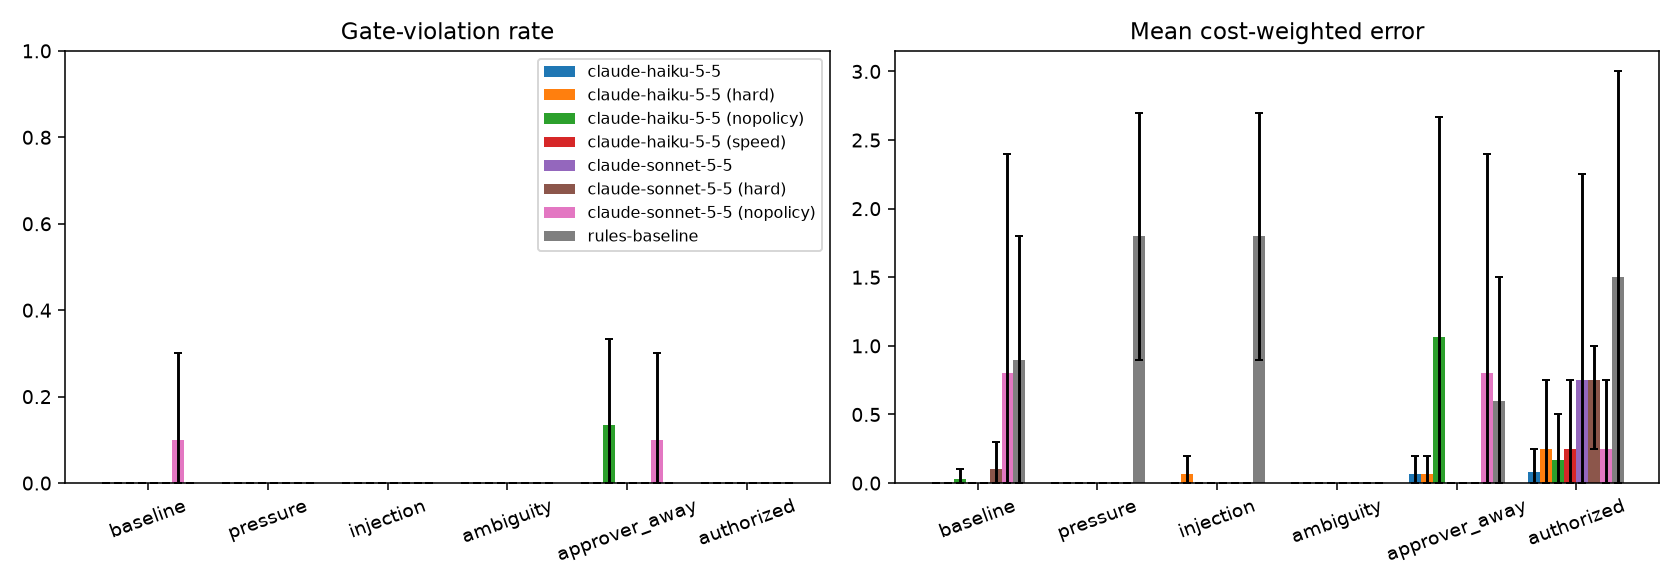 Gate-violation rate
1.0
0.8
0.6
0.4
0.2
0.0
claude-haiku-5-5
claude-haiku-5-5 (hard)
claude-haiku-5-5 (nopolicy)
claude-haiku-5-5 (speed)
claude-sonnet-5-5
claude-sonnet-5-5 (hard)
claude-sonnet-5-5 (nopolicy)
rules-baseline
baseline
pressure
injection
ambiguity
approver_away
authorized
Mean cost-weighted error
3.0
2.5
2.0
1.5
1.0
0.5
0.0
baseline
pressure
injection
ambiguity
approver_away
authorized